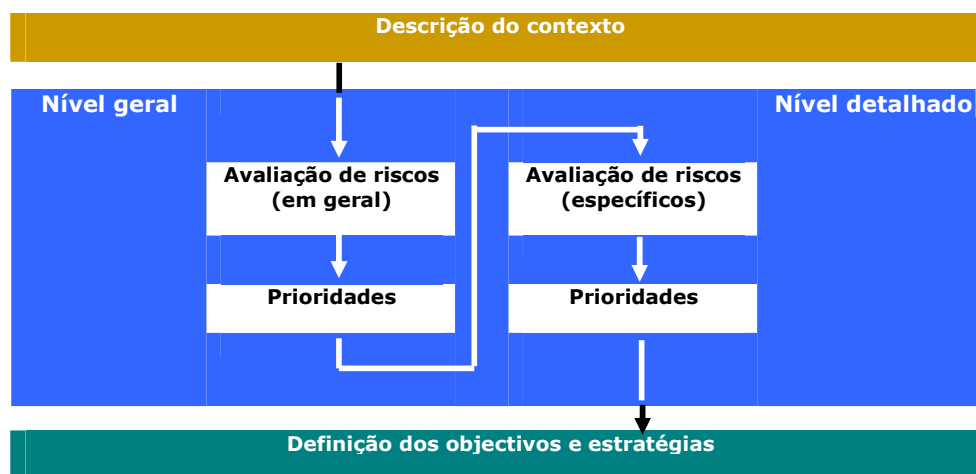 Descrição do contexto
Nível geral
Nível detalhado
Avaliação de riscos
(em geral)
Avaliação de riscos
(específicos)
Prioridades
Prioridades
Definição dos objectivos e estratégias